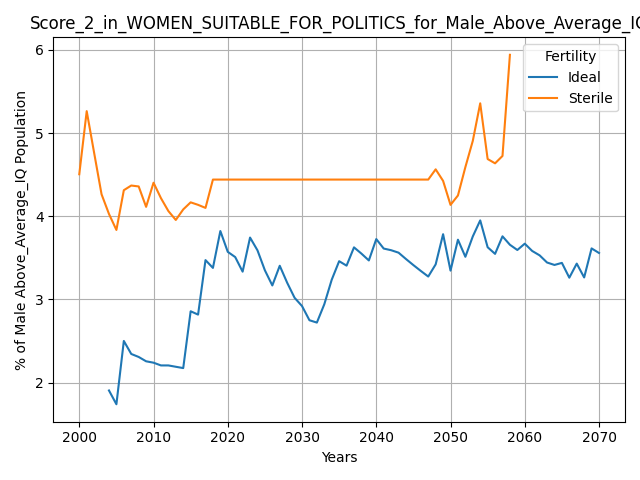 Score_2_in_WOMEN_SUITABLE_FOR_POLITICS_for_Male_Above_Average_IQ
Fertility
Ideal
Sterile
% of Male Above_Average_IQ Population
6
5
4
3
2
2000 2010 2020 2030 2040 2050 2060 2070
Years